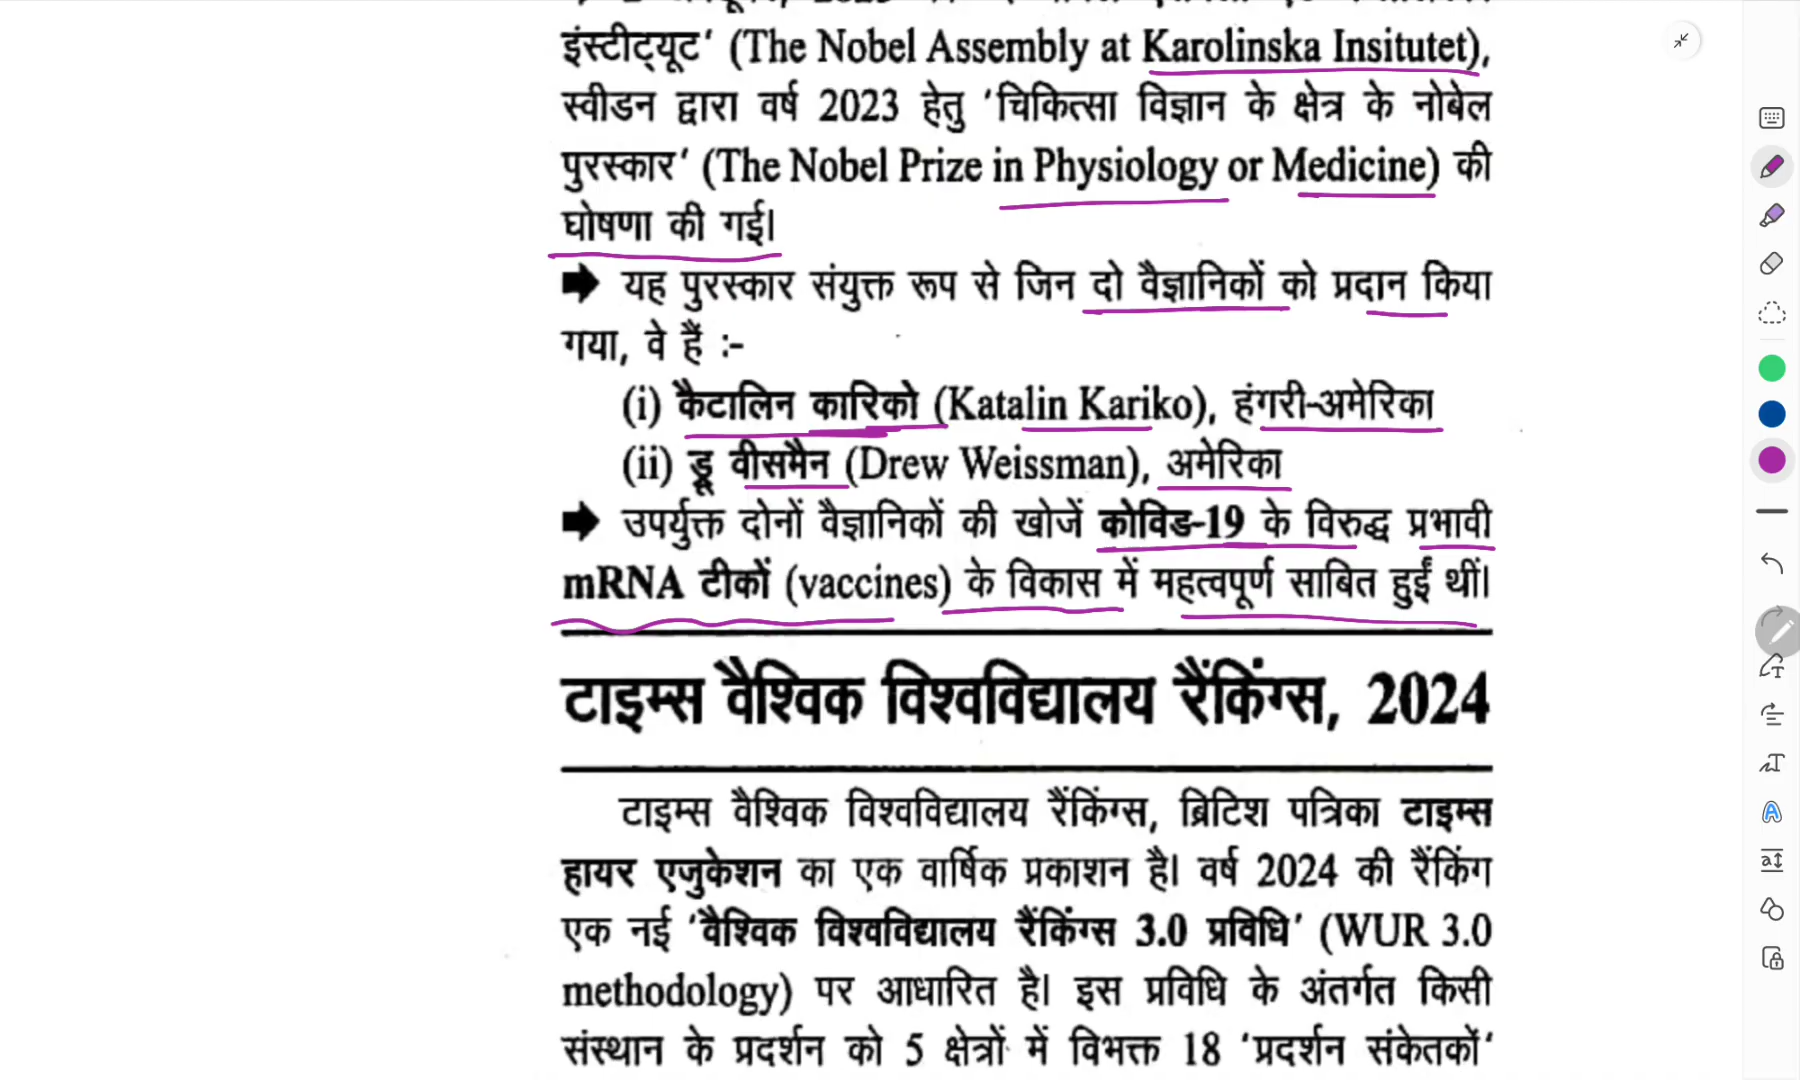 इंस्टीट्यूट' (The Nobel Assembly at Karolinska Insitutet),
स्वीडन द्वारा वर्ष 2023 हेतु 'चिकित्सा विज्ञान के क्षेत्र के नोबेल
पुरस्कार' (The Nobel Prize in Physiology or Medicine) की
घोषणा की गई।
➡ यह पुरस्कार संयुक्त रूप से जिन दो वैज्ञानिकों को प्रदान किया
गया, वे हैं :-
(i) कैटालिन कारिको (Katalin Kariko), हंगरी-अमेरिका
(ii) ड्रू वीसमैन (Drew Weissman), अमेरिका
➡ उपर्युक्त दोनों वैज्ञानिकों की खोजें कोविड-19 के विरुद्ध प्रभावी
mRNA टीकों (vaccines) के विकास में महत्वपूर्ण साबित हुईं थीं।
टाइम्स वैश्विक विश्वविद्यालय रैंकिंग्स, 2024
टाइम्स वैश्विक विश्वविद्यालय रैंकिंग्स, ब्रिटिश पत्रिका टाइम्स
हायर एजुकेशन का एक वार्षिक प्रकाशन है। वर्ष 2024 की रैंकिंग
एक नई 'वैश्विक विश्वविद्यालय रैंकिंग्स 3.0 प्रविधि' (WUR 3.0
methodology) पर आधारित है। इस प्रविधि के अंतर्गत किसी
संस्थान के प्रदर्शन को 5 क्षेत्रों में विभक्त 18 'प्रदर्शन संकेतकों'